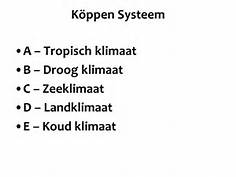 Köppen Systeem
•A – Tropisch klimaat
•B – Droog klimaat
•C – Zeeklimaat
•D – Landklimaat
•E – Koud klimaat